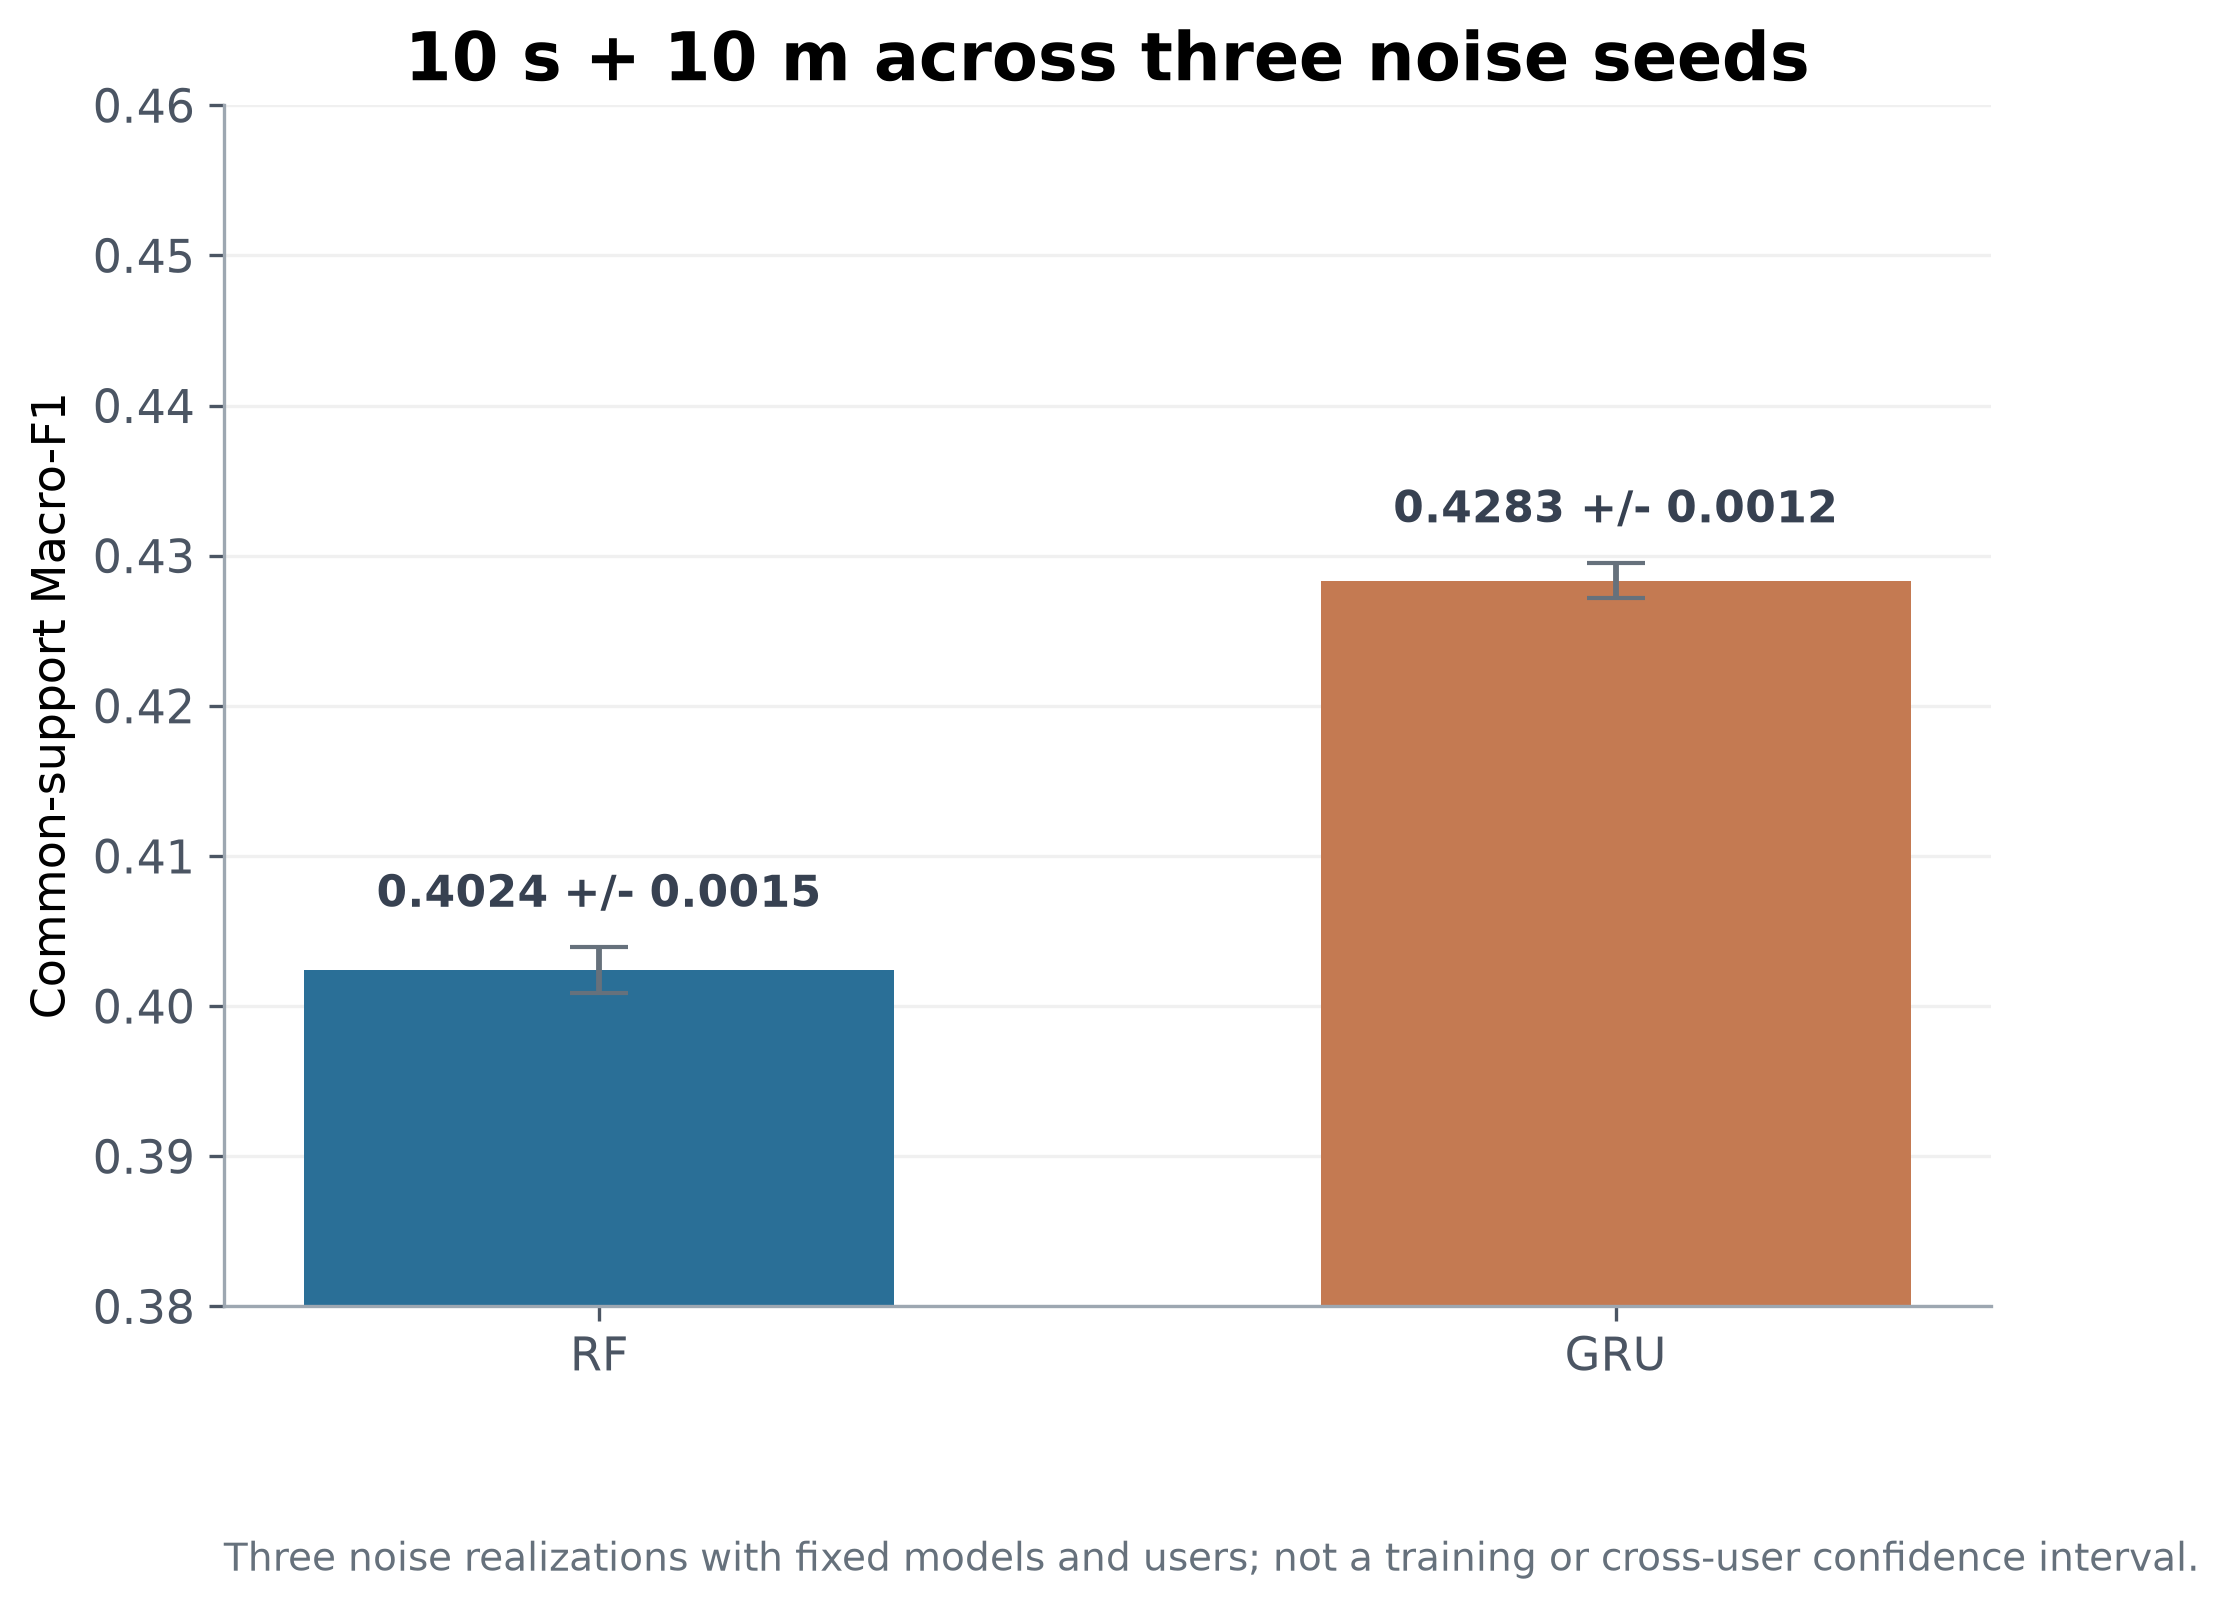 10 s + 10 m across three noise seeds
Common-support Macro-F1
0.46
0.45
0.44
0.43
0.42
0.41
0.40
0.39
0.38
0.4024 +/- 0.0015
0.4283 +/- 0.0012
RF
GRU
Three noise realizations with fixed models and users; not a training or cross-user confidence interval.